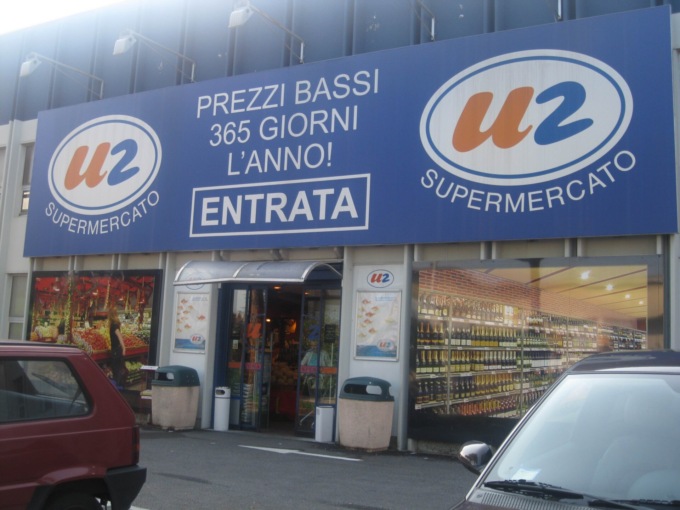 U2
SUPERMERCATO
PREZZI BASSI
365 GIORNI
L'ANNO!
ENTRATA
U2
SUPERMERCATO
U2